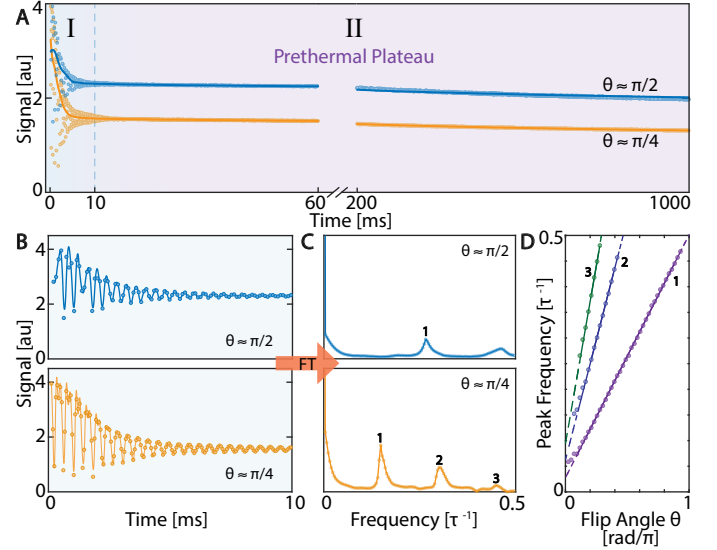 A
I
II
Prethermal Plateau
Signal [au]
4
2
0
θ ≈ π/2
θ ≈ π/4
0
10
60
200
1000
Time [ms]
B
C
D
Signal [au]
4
2
0
θ ≈ π/2
4
2
0
θ ≈ π/4
0
10
Time [ms]
FT
θ ≈ π/2
1
θ ≈ π/4
1
2
3
0
0.5
Frequency [τ⁻¹]
Peak Frequency [τ⁻¹]
0.5
0
3
2
1
0
1
Flip Angle θ
[rad/π]